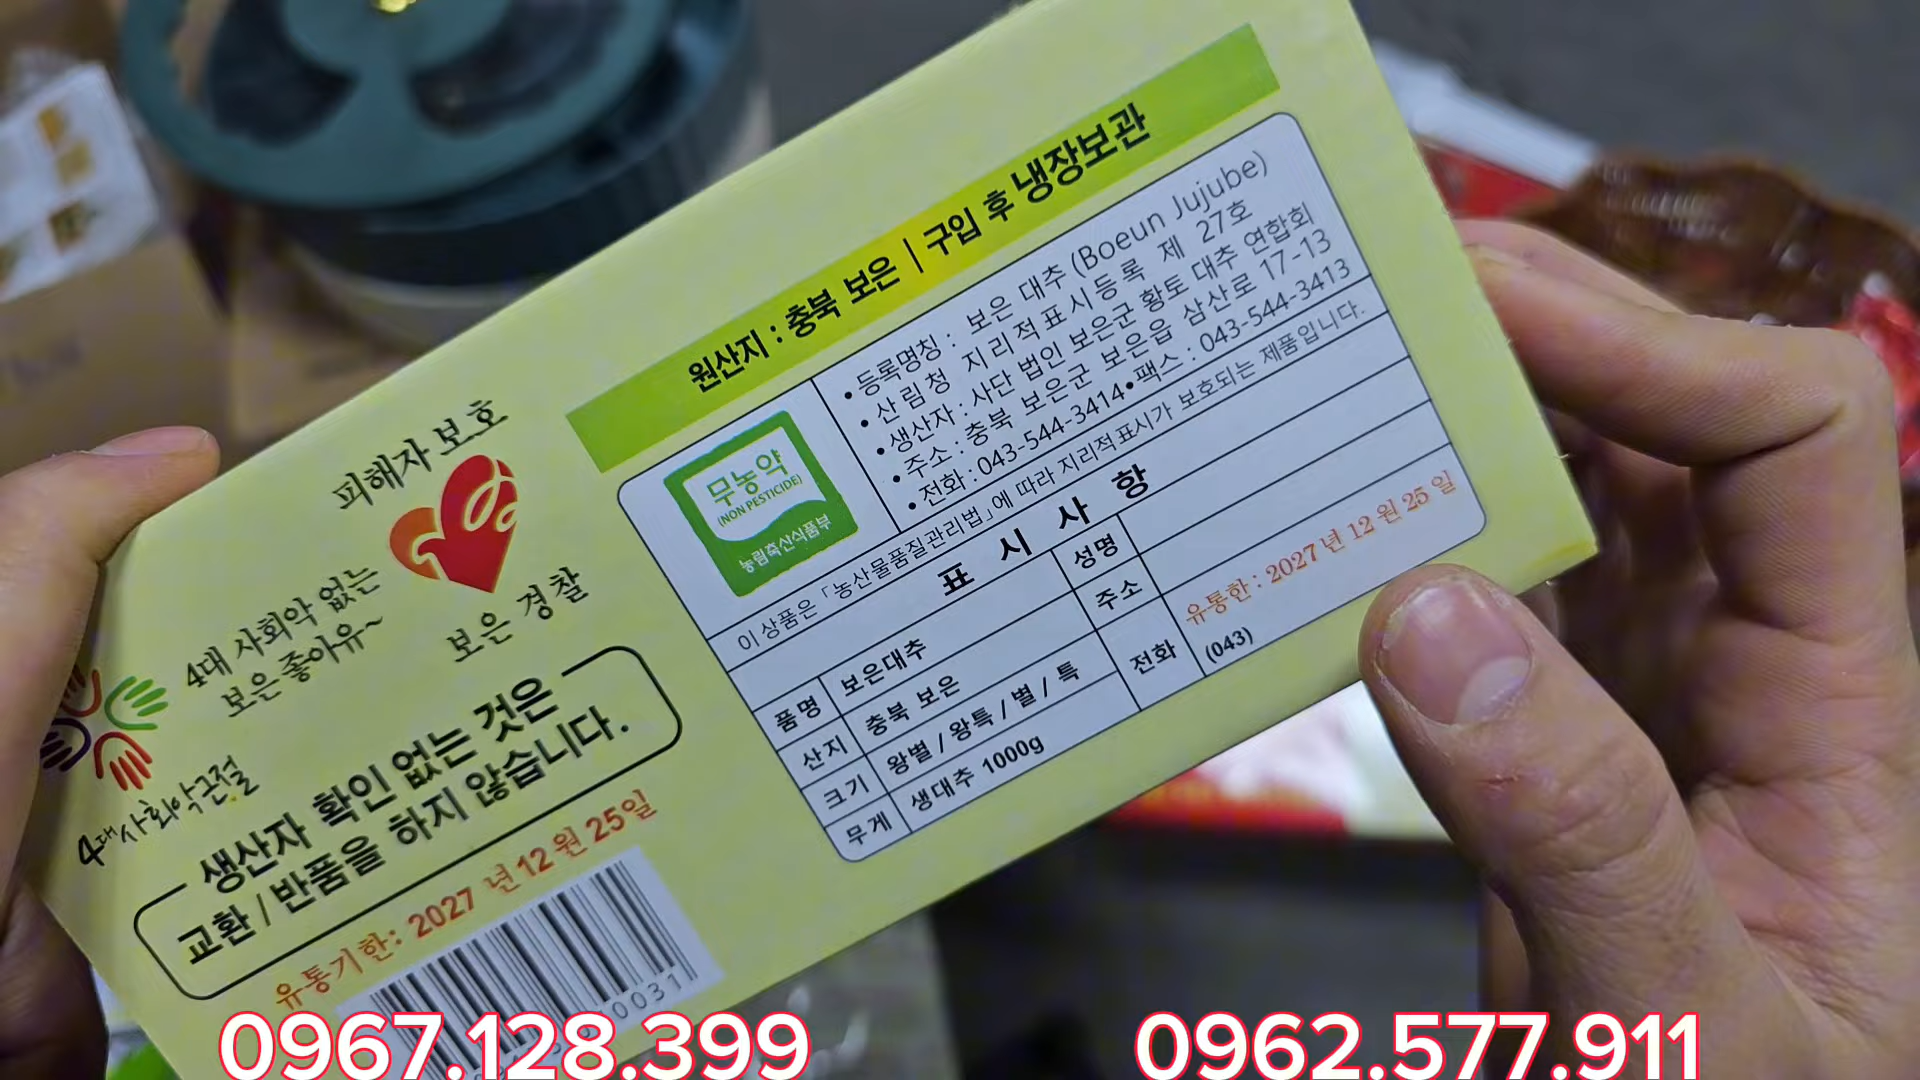 원산지 : 충북 보은 | 구입 후 냉장보관
무농약
(NON PESTICIDE)
농림축산식품부
• 등록명칭 : 보은 대추 (Boeun Jujube)
• 산림청 지리적표시등록 제 27호
• 생산자 : 사단 법인 보은군 황토 대추 연합회
• 주소 : 충북 보은군 보은읍 삼산로 17-13
• 전화 : 043-544-3414 • 팩스 : 043-544-3413
이 상품은 「농산물품질관리법」에 따라 지리적 표시가 보호되는 제품입니다.
표 시 사 항
품명 보은대추 성명
산지 충북 보은 주소
크기 왕별 / 왕특 / 별 / 특 전화 (043)
무게 생대추 1000g
유통한 : 2027 년 12 월 25 일
피해자 보호
보은 경찰
4대 사회악 없는
보은 좋아유~
4대사회악근절
생산자 확인 없는 것은
교환 / 반품을 하지 않습니다.
유통기한: 2027 년 12 월 25일
0967.128.399
0962.577.911